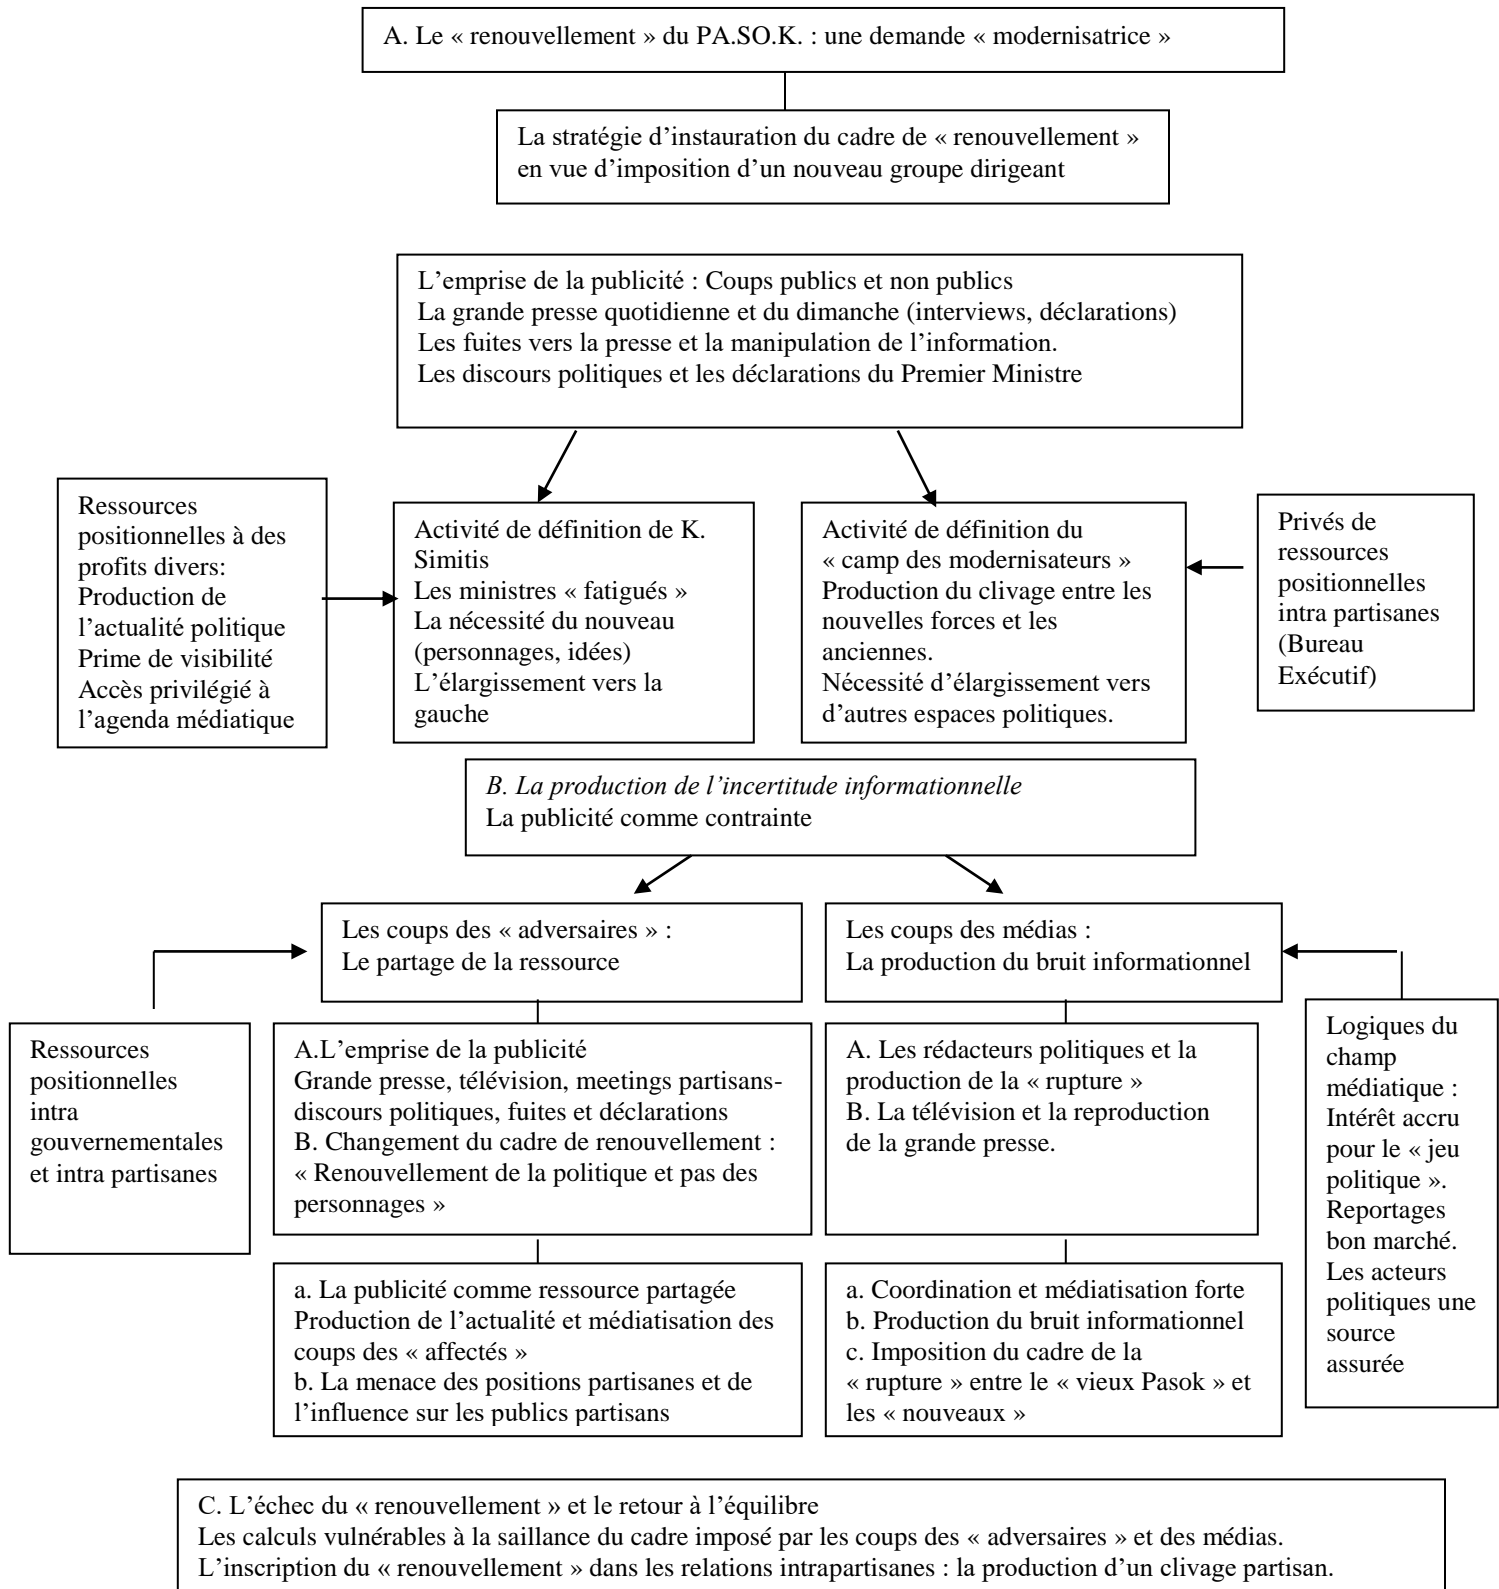 A. Le « renouvellement » du PA.SO.K. : une demande « modernisatrice »
La stratégie d’instauration du cadre de « renouvellement »
en vue d’imposition d’un nouveau groupe dirigeant
L’emprise de la publicité : Coups publics et non publics
La grande presse quotidienne et du dimanche (interviews, déclarations)
Les fuites vers la presse et la manipulation de l’information.
Les discours politiques et les déclarations du Premier Ministre
Ressources
positionnelles à des
profits divers:
Production de
l’actualité politique
Prime de visibilité
Accès privilégié à
l’agenda médiatique
Activité de définition de K.
Simitis
Les ministres « fatigués »
La nécessité du nouveau
(personnages, idées)
L’élargissement vers la
gauche
Activité de définition du
« camp des modernisateurs »
Production du clivage entre les
nouvelles forces et les
anciennes.
Nécessité d’élargissement vers
d’autres espaces politiques.
Privés de
ressources
positionnelles
intra partisanes
(Bureau
Exécutif)
B. La production de l’incertitude informationnelle
La publicité comme contrainte
Les coups des « adversaires » :
Le partage de la ressource
Les coups des médias :
La production du bruit informationnel
Ressources
positionnelles
intra
gouvernementales
et intra partisanes
A.L’emprise de la publicité
Grande presse, télévision, meetings partisans-
discours politiques, fuites et déclarations
B. Changement du cadre de renouvellement :
« Renouvellement de la politique et pas des
personnages »
A. Les rédacteurs politiques et la
production de la « rupture »
B. La télévision et la reproduction
de la grande presse.
Logiques du
champ
médiatique :
Intérêt accru
pour le « jeu
politique ».
Reportages
bon marché.
Les acteurs
politiques une
source
assurée
a. La publicité comme ressource partagée
Production de l’actualité et médiatisation des
coups des « affectés »
b. La menace des positions partisanes et de
l’influence sur les publics partisans
a. Coordination et médiatisation forte
b. Production du bruit informationnel
c. Imposition du cadre de la
« rupture » entre le « vieux Pasok » et
les « nouveaux »
C. L’échec du « renouvellement » et le retour à l’équilibre
Les calculs vulnérables à la saillance du cadre imposé par les coups des « adversaires » et des médias.
L’inscription du « renouvellement » dans les relations intrapartisanes : la production d’un clivage partisan.